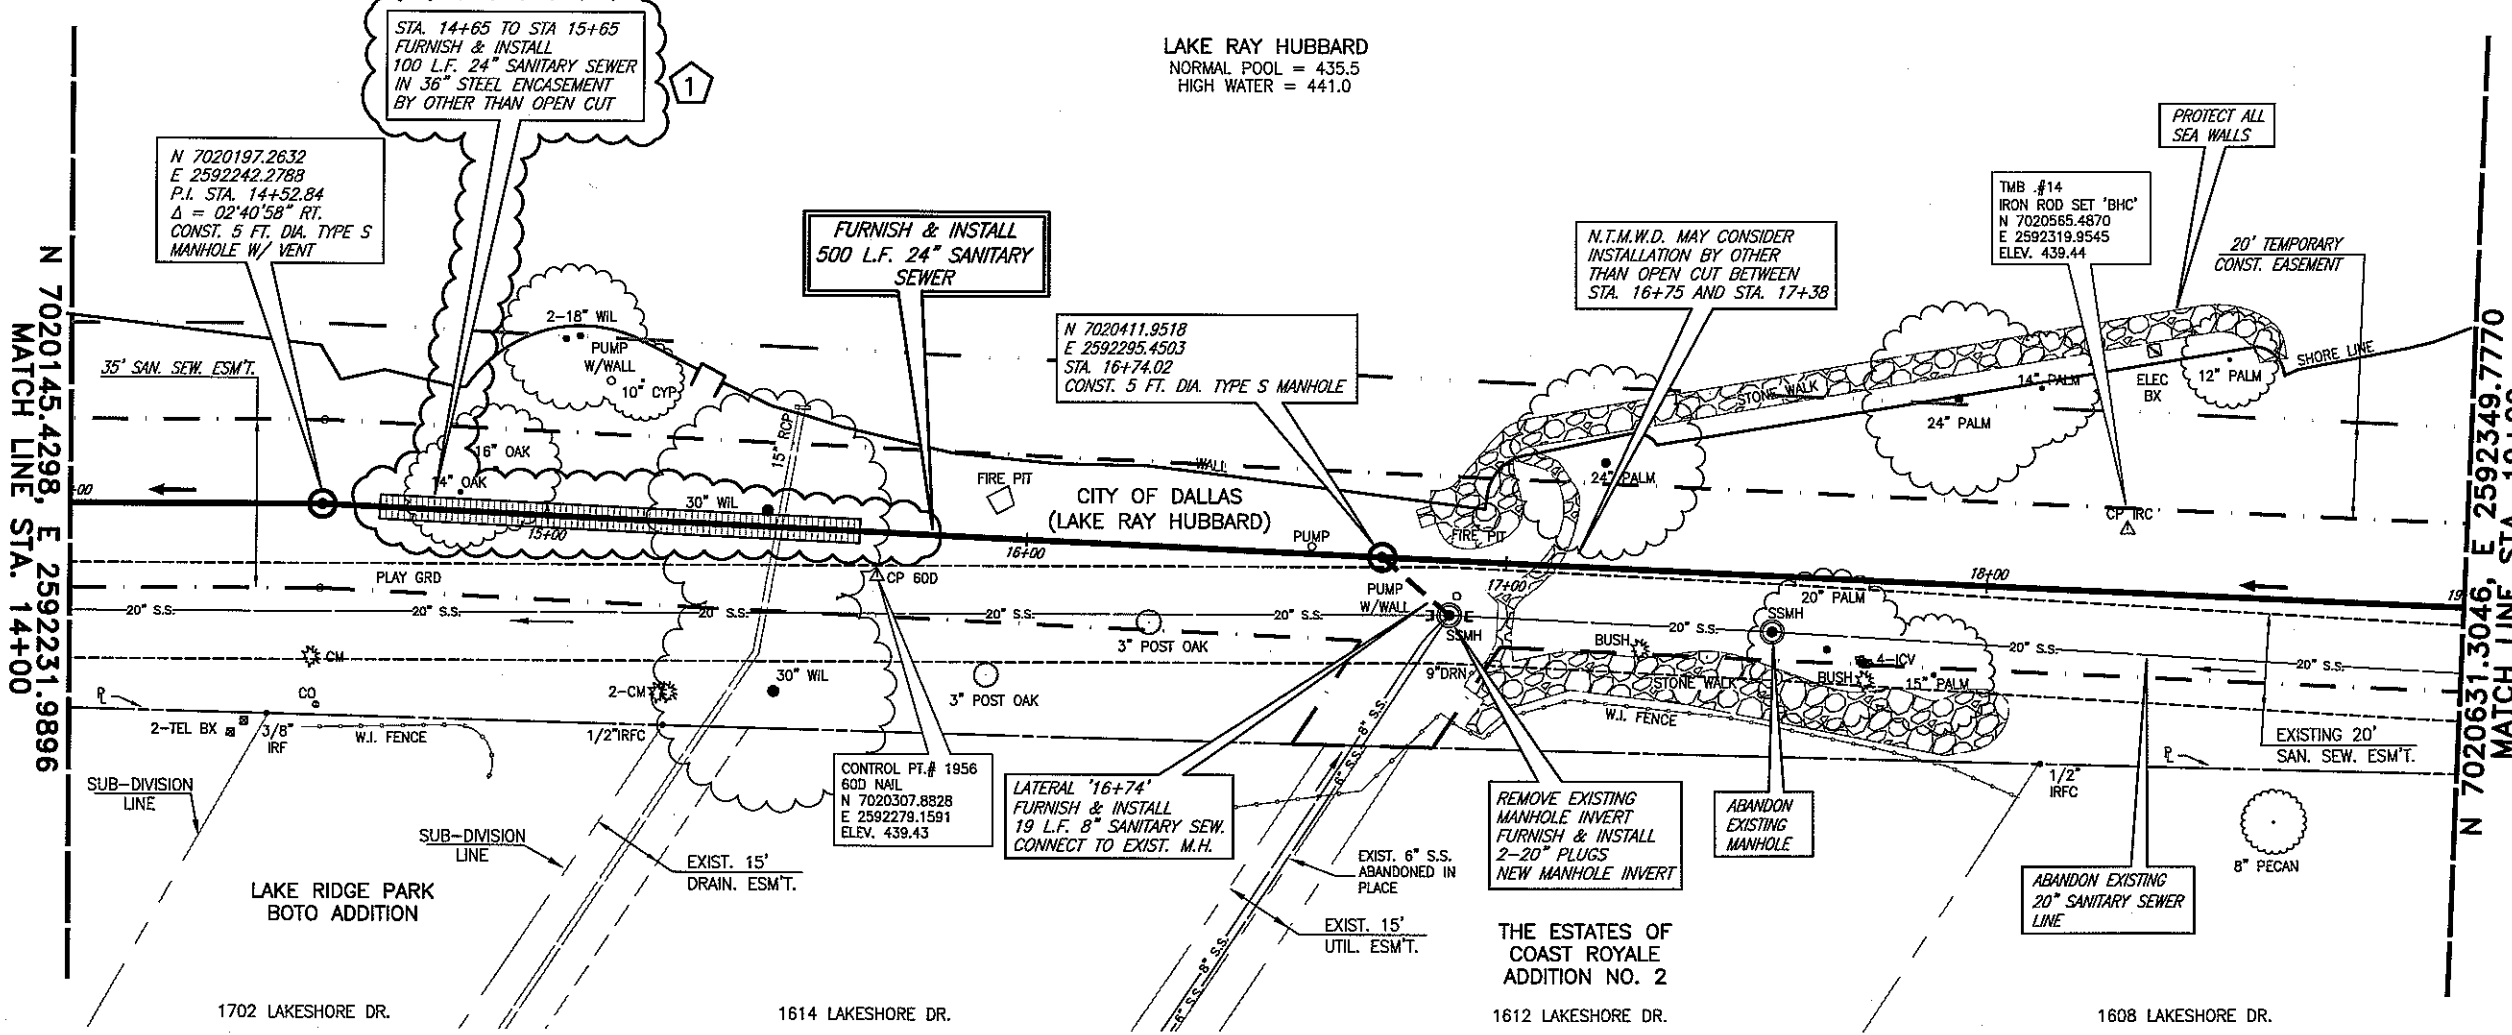 STA. 14+65 TO STA 15+65
FURNISH & INSTALL
100 L.F. 24" SANITARY SEWER
IN 36" STEEL ENCASEMENT
BY OTHER THAN OPEN CUT
1
LAKE RAY HUBBARD
NORMAL POOL = 435.5
HIGH WATER = 441.0
PROTECT ALL
SEA WALLS
N 7020197.2632
E 2592242.2788
P.I. STA. 14+52.84
Δ = 02°40'58" RT.
CONST. 5 FT. DIA. TYPE S
MANHOLE W/ VENT
TMB #14
IRON ROD SET 'BHC'
N 7020565.4870
E 2592319.9545
ELEV. 439.44
FURNISH & INSTALL
500 L.F. 24" SANITARY
SEWER
N.T.M.W.D. MAY CONSIDER
INSTALLATION BY OTHER
THAN OPEN CUT BETWEEN
STA. 16+75 AND STA. 17+38
20' TEMPORARY
CONST. EASEMENT
N 7020411.9518
E 2592295.4503
STA. 16+74.02
CONST. 5 FT. DIA. TYPE S MANHOLE
N 7020145.4298, E 2592231.9896
MATCH LINE STA. 14+00
35' SAN. SEW. ESM'T.
2-18" WIL
PUMP
W/WALL
10" CYP
15" RCP
16" OAK
14" OAK
30" WIL
WALL
FIRE PIT
CITY OF DALLAS
(LAKE RAY HUBBARD)
PUMP
FIRE PIT
24" PALM
STONE WALK
24" PALM
14" PALM
ELEC
BX
12" PALM
SHORE LINE
CP IRC
N 7020631.3046, E 2592349.7770
MATCH LINE STA.
00
15+00
16+00
17+00
18+00
19
PLAY GRD
CP 60D
PUMP
W/WALL
20" PALM
20" S.S.
20" S.S.
20" S.S.
20" S.S.
20" S.S.
20" S.S.
20" S.S.
20" S.S.
E
SSMH
SSMH
CM
CO
2-CM
3" POST OAK
3" POST OAK
30" WIL
9"DRN
BUSH
STONE WALK
4-ICV
BUSH
15" PALM
W.I. FENCE
2-TEL BX
3/8"
IRF
W.I. FENCE
1/2"IRFC
8" S.S.
6" S.S.
EXISTING 20'
SAN. SEW. ESM'T.
1/2"
IRFC
SUB-DIVISION
LINE
SUB-DIVISION
LINE
CONTROL PT.# 1956
60D NAIL
N 7020307.8828
E 2592279.1591
ELEV. 439.43
LATERAL '16+74'
FURNISH & INSTALL
19 L.F. 8" SANITARY SEW.
CONNECT TO EXIST. M.H.
REMOVE EXISTING
MANHOLE INVERT
FURNISH & INSTALL
2-20" PLUGS
NEW MANHOLE INVERT
ABANDON
EXISTING
MANHOLE
EXIST. 15'
DRAIN. ESM'T.
EXIST. 6" S.S.
ABANDONED IN
PLACE
8" PECAN
ABANDON EXISTING
20" SANITARY SEWER
LINE
LAKE RIDGE PARK
BOTO ADDITION
EXIST. 15'
UTIL. ESM'T.
THE ESTATES OF
COAST ROYALE
ADDITION NO. 2
6" S.S.
8" S.S.
1702 LAKESHORE DR.
1614 LAKESHORE DR.
1612 LAKESHORE DR.
1608 LAKESHORE DR.